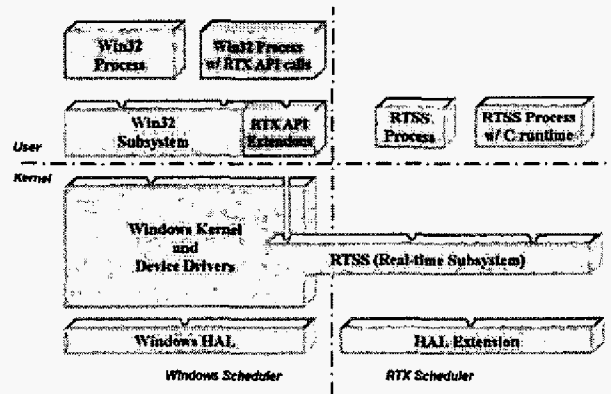 Win32
Process
Win32 Process
w/ RTX API calls
Win32
Subsystem
RTX API
Extensions
RTSS
Process
RTSS Process
w/ C runtime
User
Kernel
Windows Kernel
and
Device Drivers
RTSS (Real-time Subsystem)
Windows HAL
HAL Extension
Windows Scheduler
RTX Scheduler